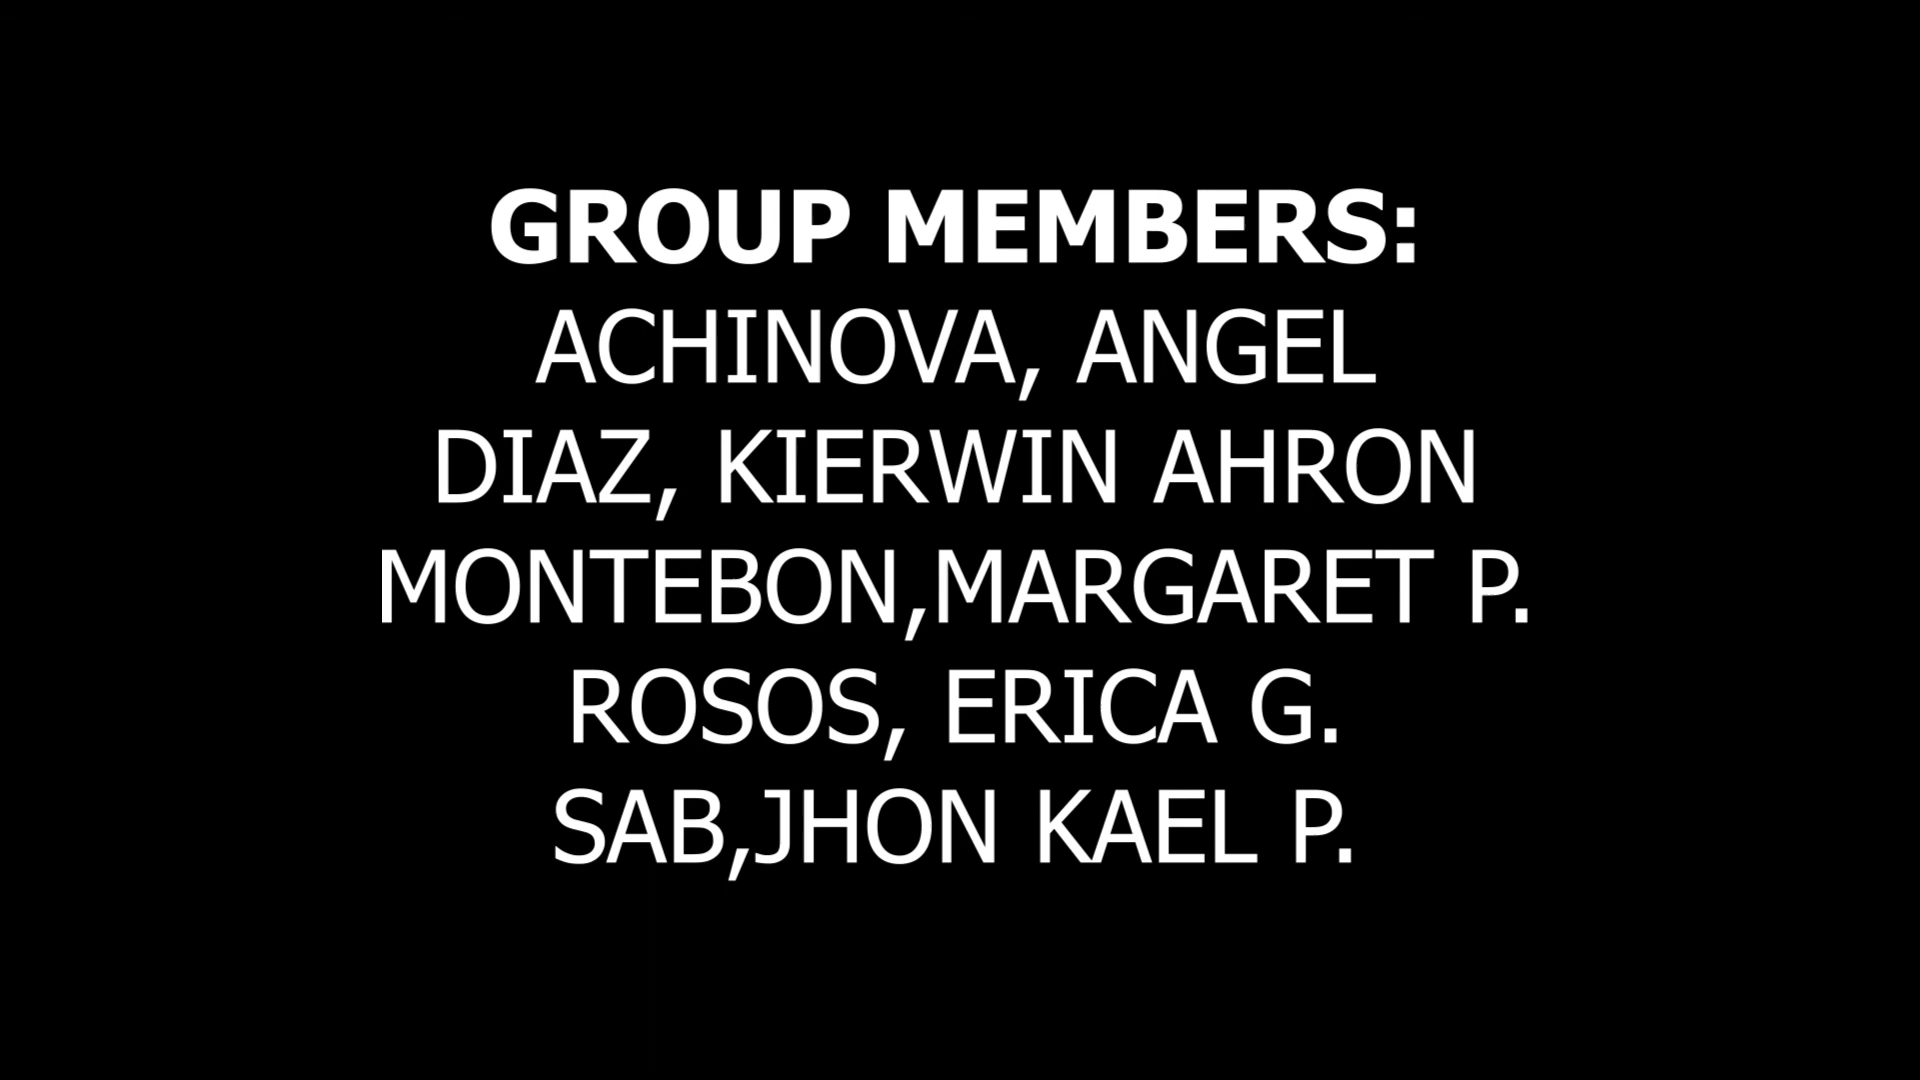 GROUP MEMBERS:
ACHINOVA, ANGEL
DIAZ, KIERWIN AHRON
MONTEBON,MARGARET P.
ROSOS, ERICA G.
SAB,JHON KAEL P.